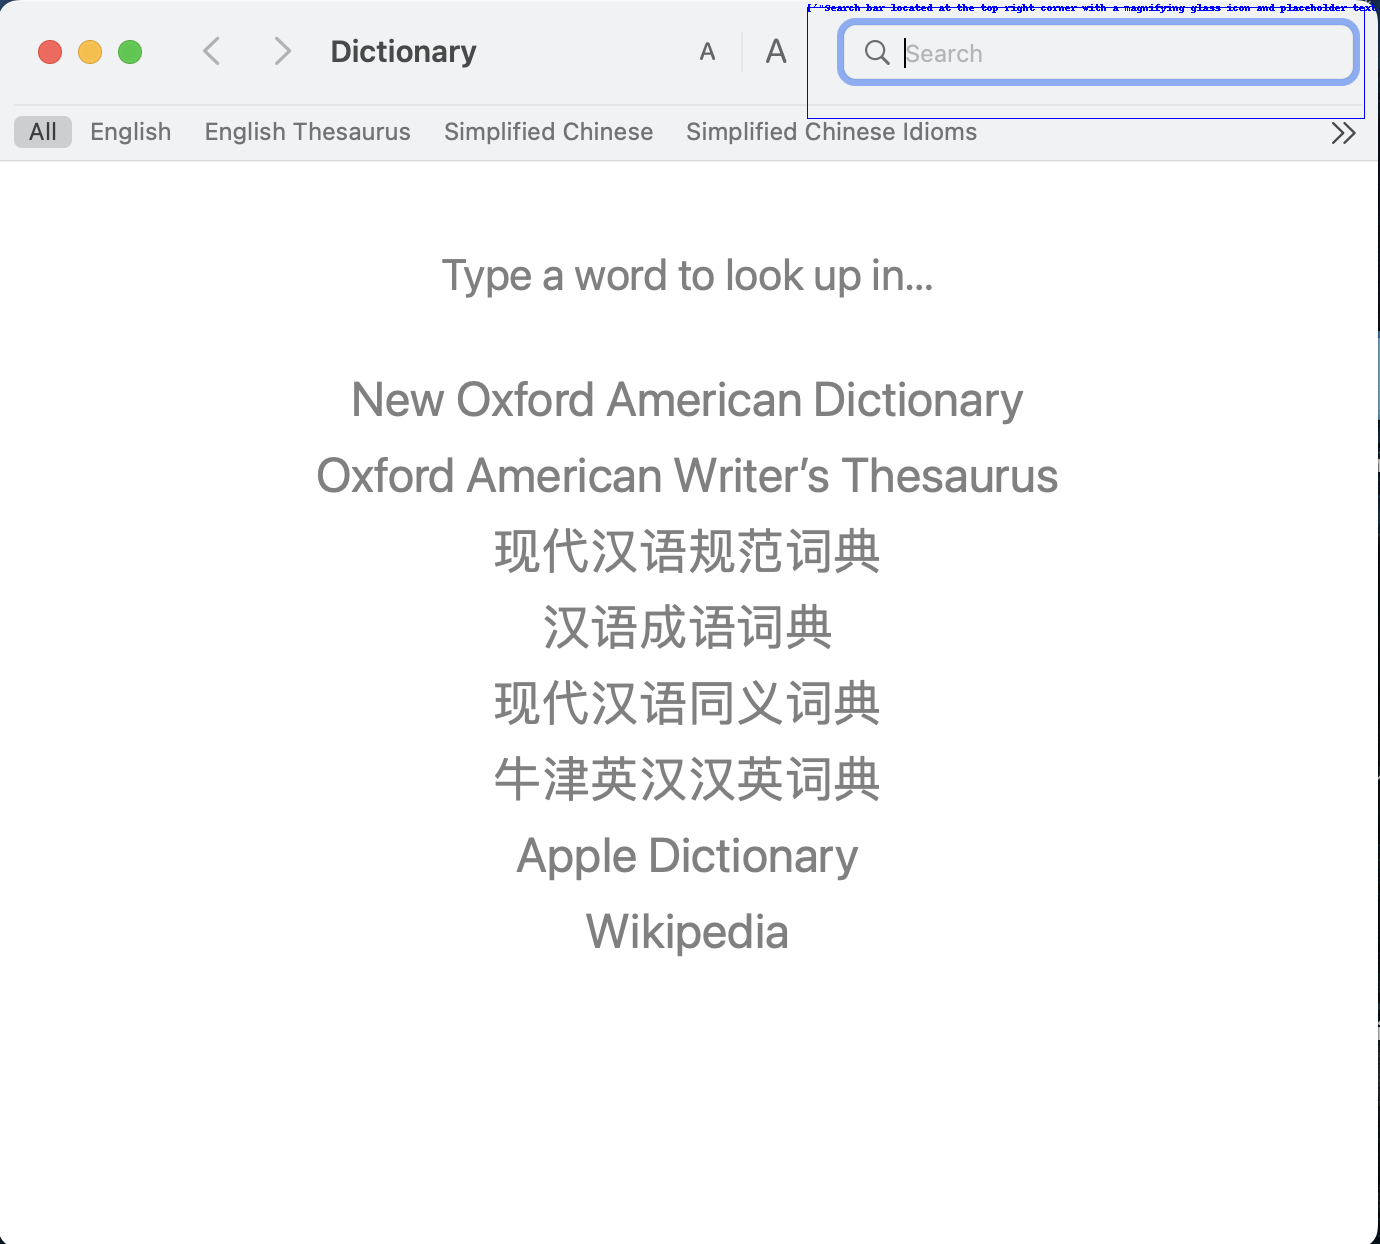 ["Search bar located at the top right corner with a magnifying glass icon and placeholder text
Dictionary A A Search
All English English Thesaurus Simplified Chinese Simplified Chinese Idioms
Type a word to look up in...
New Oxford American Dictionary
Oxford American Writer’s Thesaurus
现代汉语规范词典
汉语成语词典
现代汉语同义词典
牛津英汉汉英词典
Apple Dictionary
Wikipedia